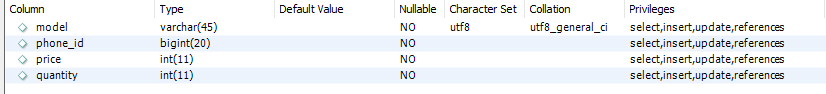 Column Type Default Value Nullable Character Set Collation Privileges
model varchar(45) NO utf8 utf8_general_ci select,insert,update,references
phone_id bigint(20) NO select,insert,update,references
price int(11) NO select,insert,update,references
quantity int(11) NO select,insert,update,references